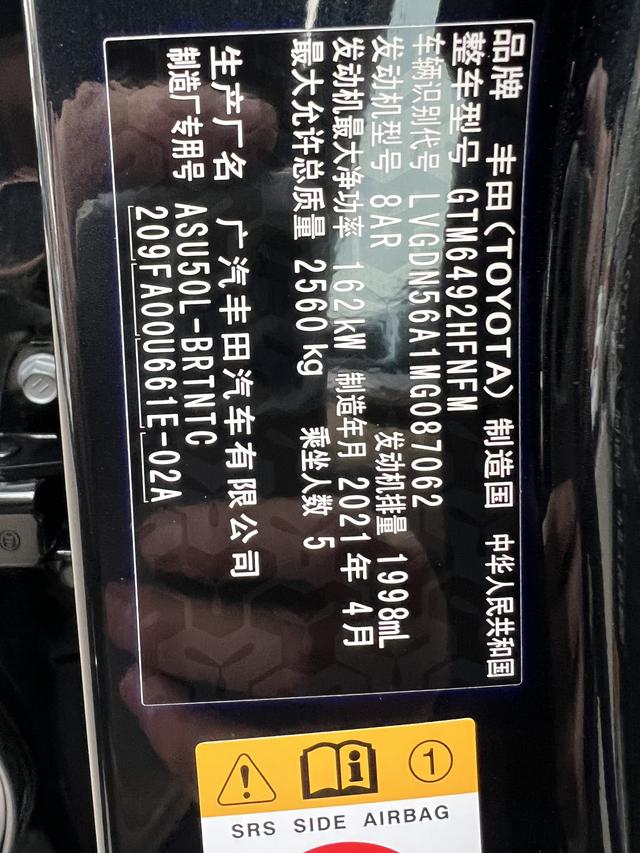 品牌 丰田(TOYOTA) 制造国 中华人民共和国
整车型号 GTM6492HFNFM
车辆识别代号 LVGDN56A1MG087062
发动机型号 8AR 发动机排量 1998mL
发动机最大净功率 162kW 制造年月 2021年 4月
最大允许总质量 2560 kg 乘坐人数 5
生产厂名 广汽丰田汽车有限公司
制造厂专用号 ASU50L-BRTNTC
209FA00U661E-02A
1
SRS SIDE AIRBAG